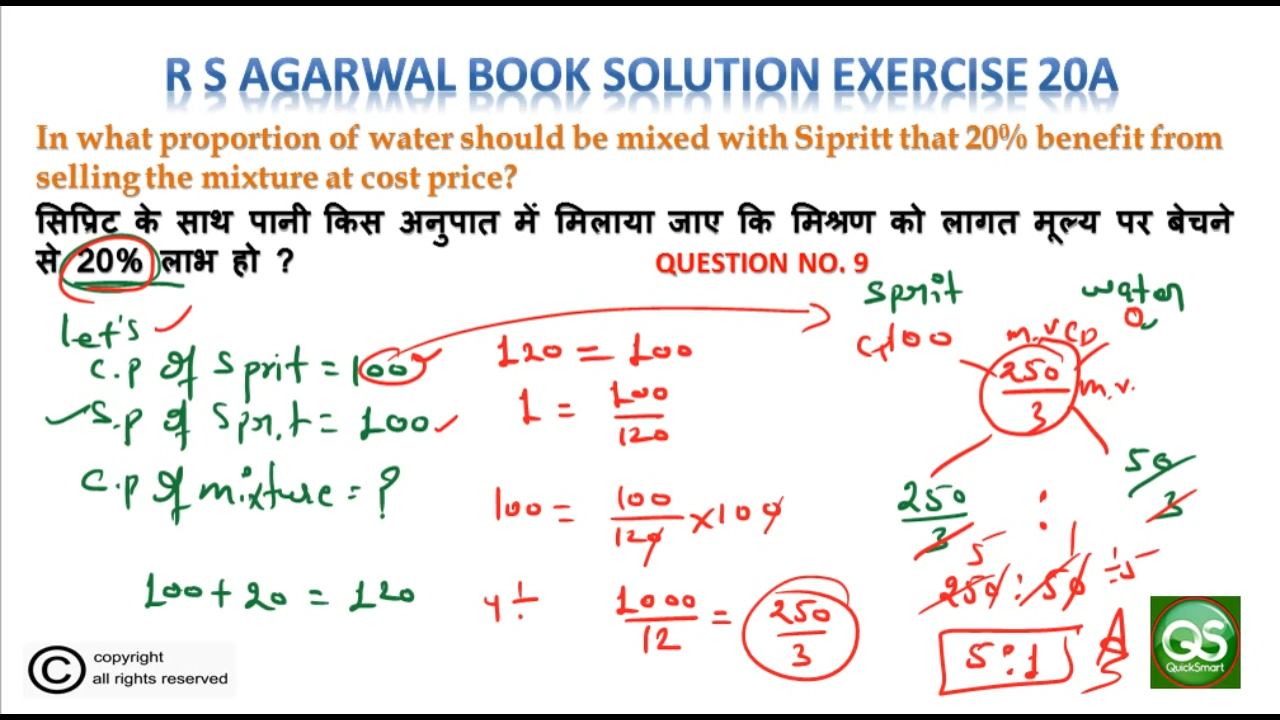 R S AGARWAL BOOK SOLUTION EXERCISE 20A
In what proportion of water should be mixed with Sipritt that 20% benefit from
selling the mixture at cost price?
सिप्रिट के साथ पानी किस अनुपात में मिलाया जाए कि मिश्रण को लागत मूल्य पर बेचने
से 20% लाभ हो ?
QUESTION NO. 9
let's
C.P of Sprit = 100
S.P of Sprit = 100
C.P of mixture = ?
100 + 20 = 120
120 = 100
1 = 100/120
100 = 100/120 × 100
1000/12 = 250/3
sprit water
100 0
m.v
250/3 m.v.
250/3 : 50/3
5 1
250 : 50
5:1
copyright
all rights reserved
QS
QuickSmart